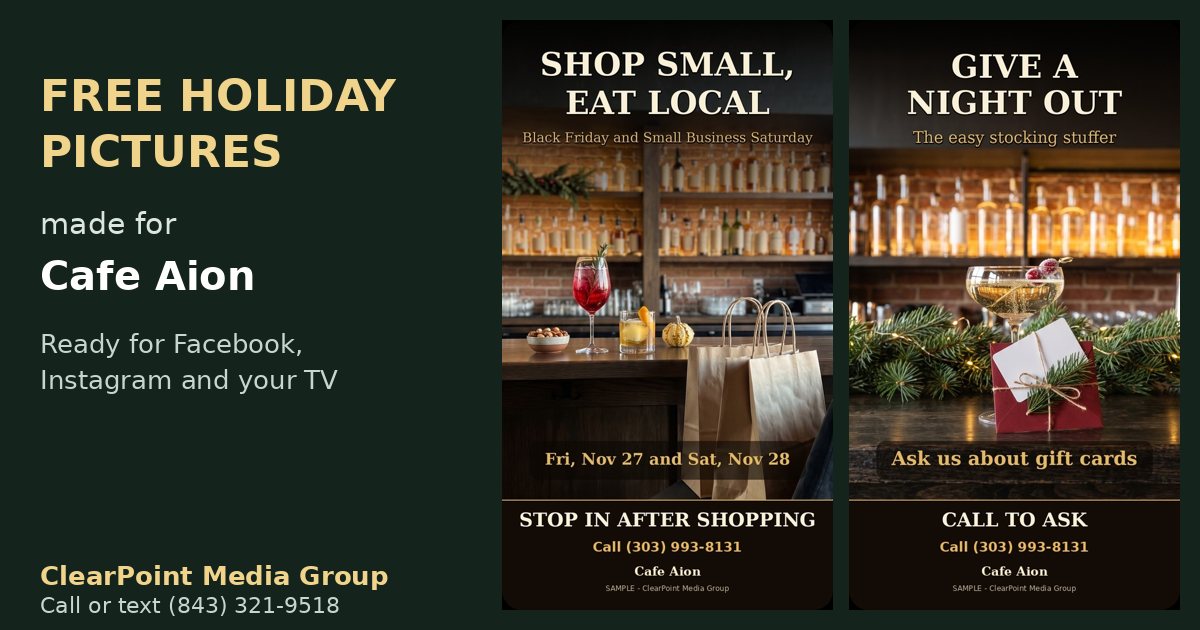 FREE HOLIDAY
PICTURES
made for
Cafe Aion
Ready for Facebook,
Instagram and your TV
ClearPoint Media Group
Call or text (843) 321-9518
SHOP SMALL,
EAT LOCAL
Black Friday and Small Business Saturday
Fri, Nov 27 and Sat, Nov 28
STOP IN AFTER SHOPPING
Call (303) 993-8131
Cafe Aion
SAMPLE - ClearPoint Media Group
GIVE A
NIGHT OUT
The easy stocking stuffer
Ask us about gift cards
CALL TO ASK
Call (303) 993-8131
Cafe Aion
SAMPLE - ClearPoint Media Group